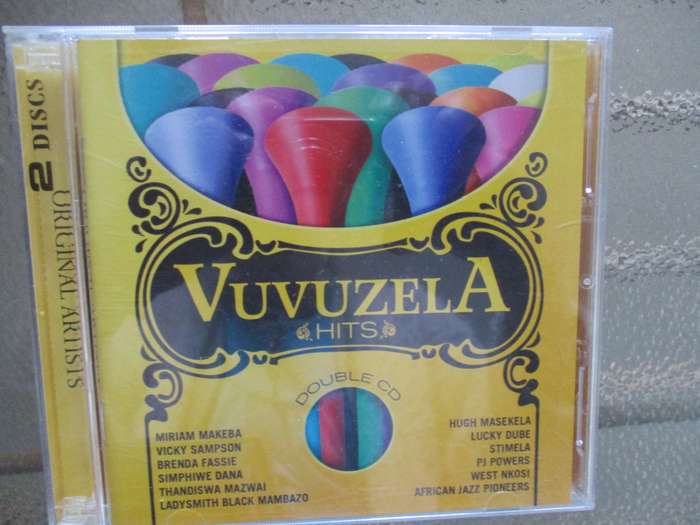 2 DISCS
ORIGINAL ARTISTS
VUVUZELA
HITS
DOUBLE CD
MIRIAM MAKEBA
VICKY SAMPSON
BRENDA FASSIE
SIMPHIWE DANA
THANDISWA MAZWAI
LADYSMITH BLACK MAMBAZO
HUGH MASEKELA
LUCKY DUBE
STIMELA
PJ POWERS
WEST NKOSI
AFRICAN JAZZ PIONEERS